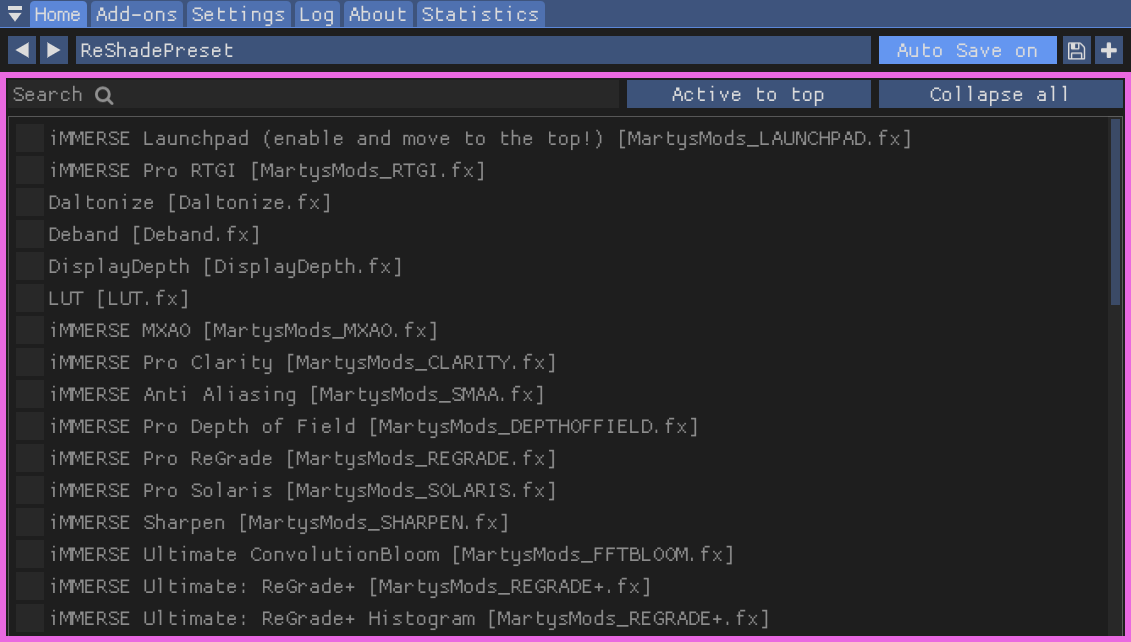 Home Add-ons Settings Log About Statistics
ReShadePreset Auto Save on
Search Active to top Collapse all
iMMERSE Launchpad (enable and move to the top!) [MartysMods_LAUNCHPAD.fx]
iMMERSE Pro RTGI [MartysMods_RTGI.fx]
Daltonize [Daltonize.fx]
Deband [Deband.fx]
DisplayDepth [DisplayDepth.fx]
LUT [LUT.fx]
iMMERSE MXAO [MartysMods_MXAO.fx]
iMMERSE Pro Clarity [MartysMods_CLARITY.fx]
iMMERSE Anti Aliasing [MartysMods_SMAA.fx]
iMMERSE Pro Depth of Field [MartysMods_DEPTHOFFIELD.fx]
iMMERSE Pro ReGrade [MartysMods_REGRADE.fx]
iMMERSE Pro Solaris [MartysMods_SOLARIS.fx]
iMMERSE Sharpen [MartysMods_SHARPEN.fx]
iMMERSE Ultimate ConvolutionBloom [MartysMods_FFTBLOOM.fx]
iMMERSE Ultimate: ReGrade+ [MartysMods_REGRADE+.fx]
iMMERSE Ultimate: ReGrade+ Histogram [MartysMods_REGRADE+.fx]